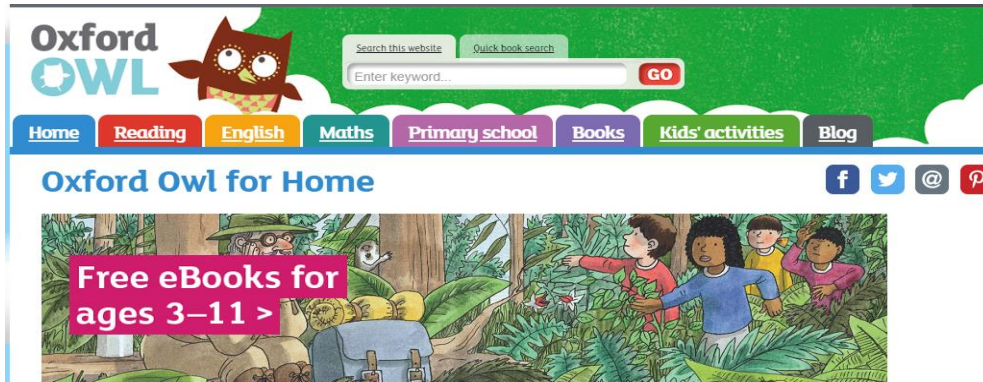 Oxford
OWL
Search this website Quick book search
Enter keyword... GO
Home Reading English Maths Primary school Books Kids' activities Blog
Oxford Owl for Home
f @
Free eBooks for
ages 3–11 >